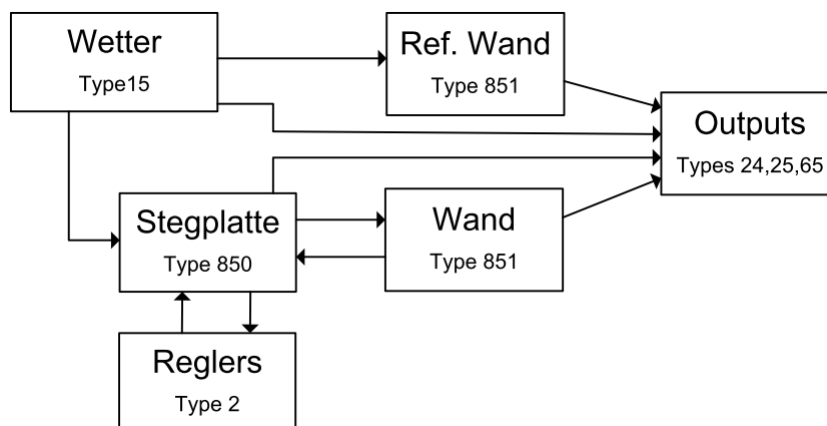 Wetter
Type15
Ref. Wand
Type 851
Outputs
Types 24,25,65
Stegplatte
Type 850
Wand
Type 851
Reglers
Type 2